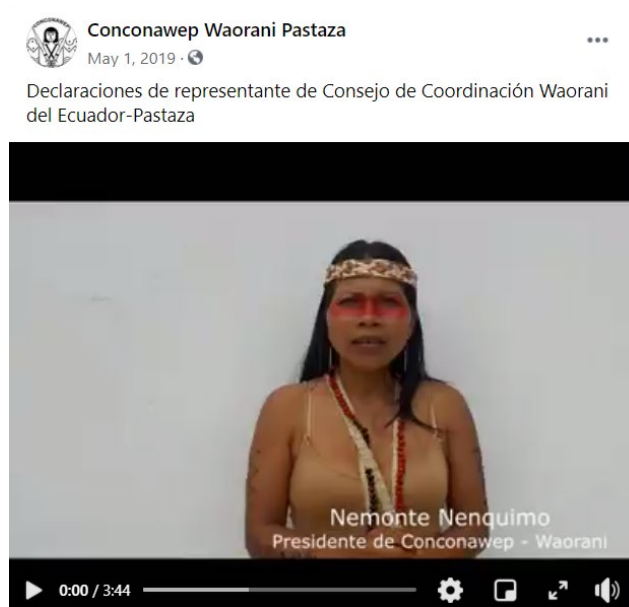 CONCONAWEP
Conconawep Waorani Pastaza
May 1, 2019 ·
Declaraciones de representante de Consejo de Coordinación Waorani
del Ecuador-Pastaza
Nemonte Nenquimo
Presidente de Conconawep - Waorani
0:00 / 3:44